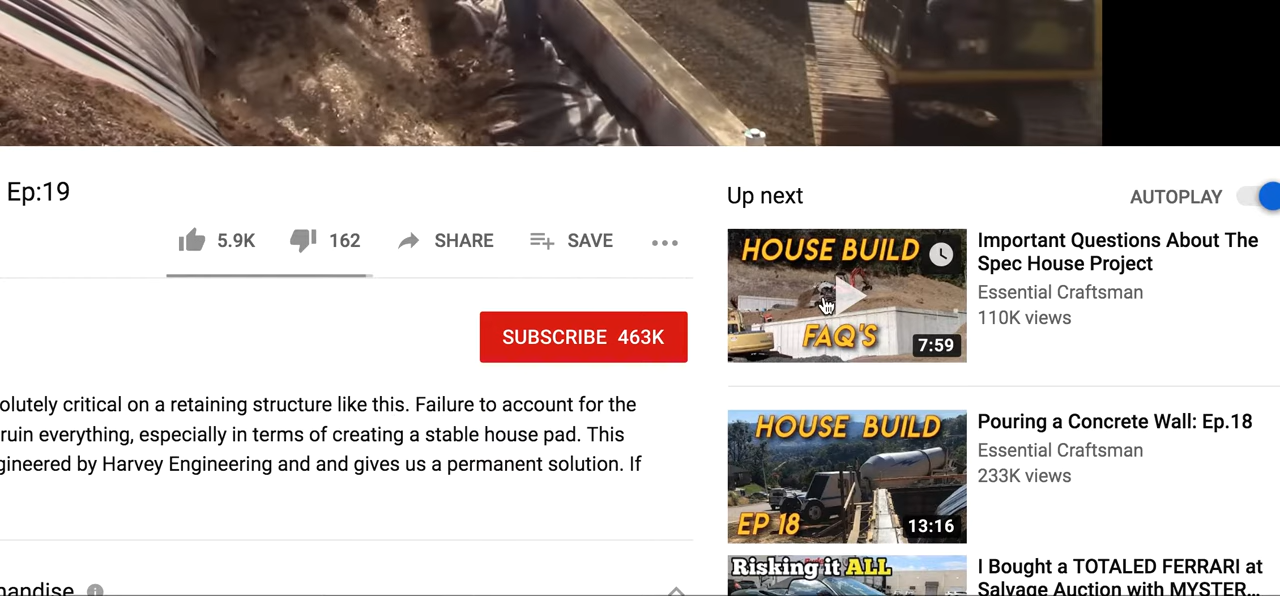 Ep:19
5.9K 162 SHARE SAVE
SUBSCRIBE 463K
olutely critical on a retaining structure like this. Failure to account for the
ruin everything, especially in terms of creating a stable house pad. This
gineered by Harvey Engineering and and gives us a permanent solution. If
handise
Up next
AUTOPLAY
HOUSE BUILD
FAQ'S
7:59
Important Questions About The
Spec House Project
Essential Craftsman
110K views
HOUSE BUILD
EP 18
13:16
Pouring a Concrete Wall: Ep.18
Essential Craftsman
233K views
Risking it ALL
I Bought a TOTALED FERRARI at
Salvage Auction with MYSTER...